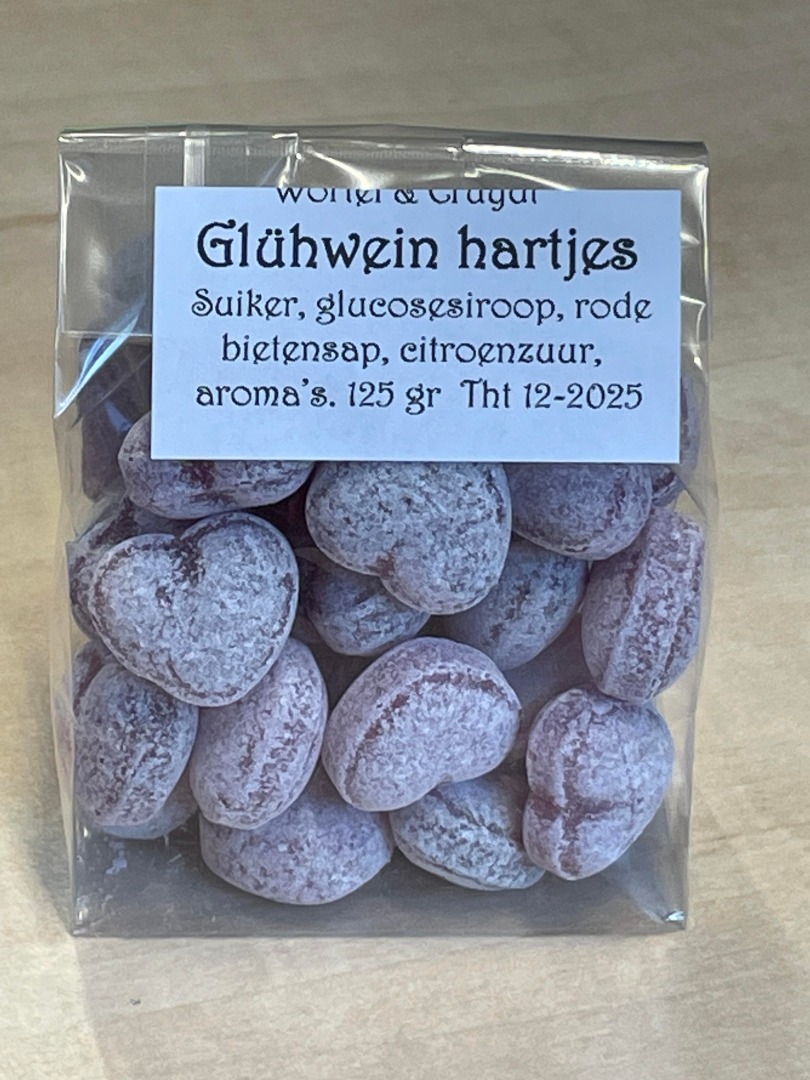 &
Glühwein hartjes
Suiker, glucosesiroop, rode
bietensap, citroenzuur,
aroma's. 125 gr Tht 12-2025